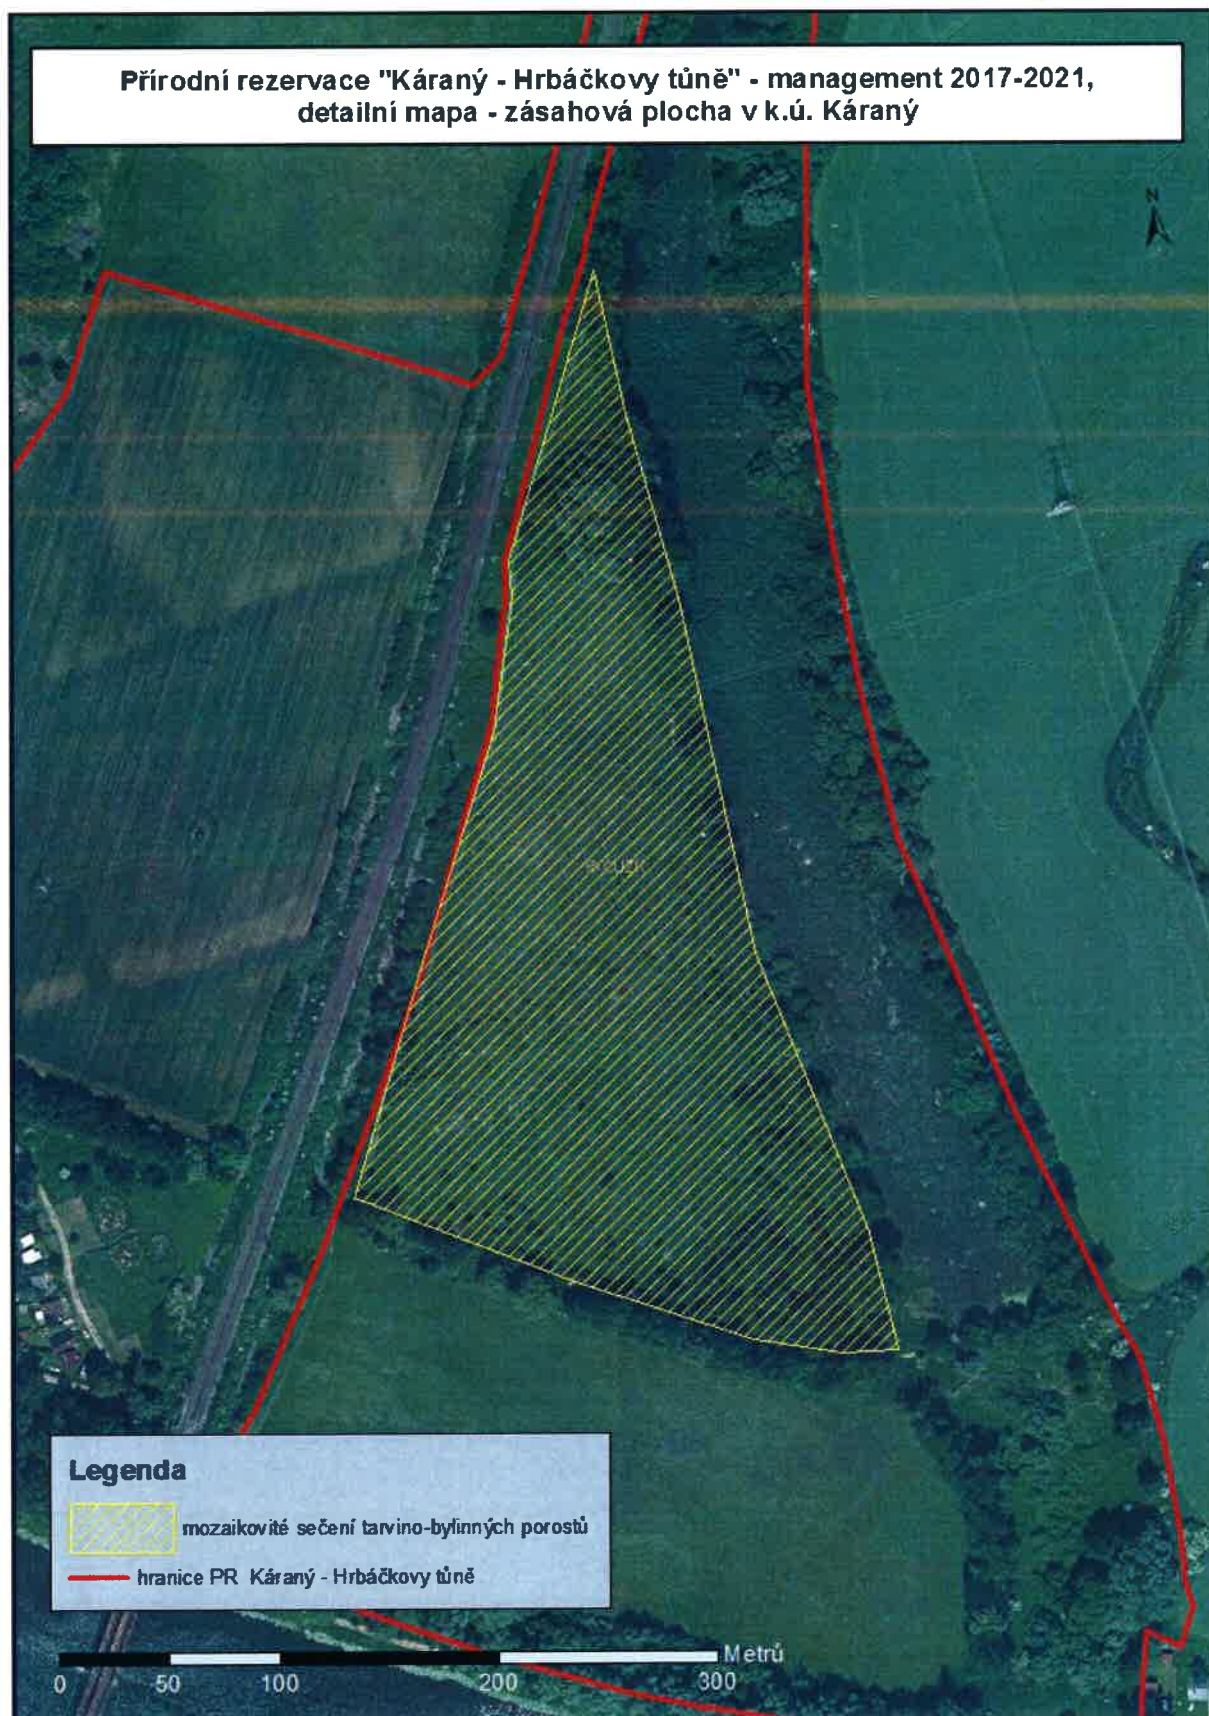 Přírodní rezervace "Káraný - Hrbáčkovy tůně" - management 2017-2021,
detailní mapa - zásahová plocha v k.ú. Káraný
N
Legenda
mozaikovité sečení tarvino-bylinných porostů
hranice PR Káraný - Hrbáčkovy tůně
Metrů
0 50 100 200 300